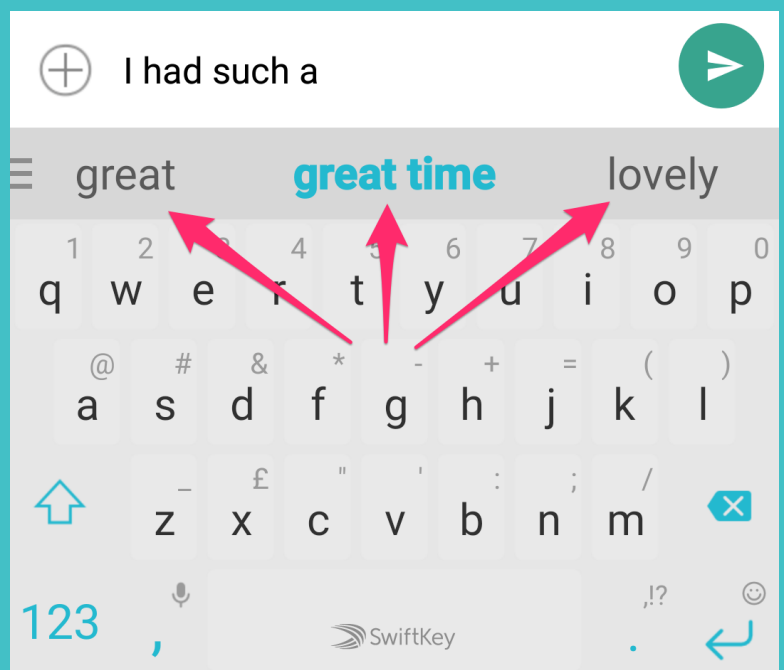 I had such a
great great time lovely
1 2 3 4 5 6 7 8 9 0
q w e r t y u i o p
@ # & * - + = ( )
a s d f g h j k l
_ £ " ' : ; /
z x c v b n m
,!?
123 , SwiftKey .